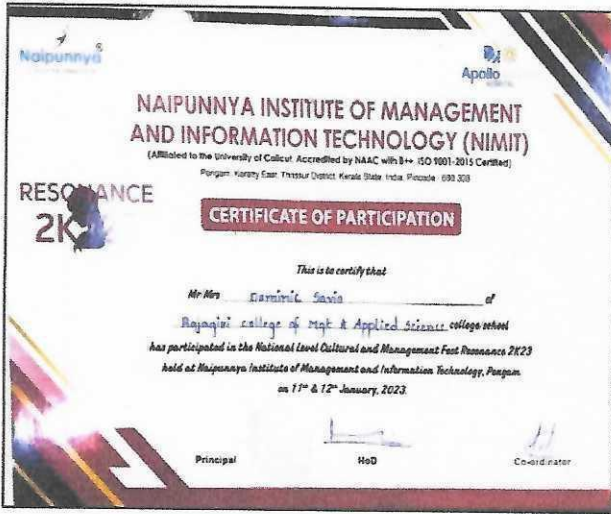 Naipunnya
Apollo
NAIPUNNYA INSTITUTE OF MANAGEMENT
AND INFORMATION TECHNOLOGY (NIMIT)
(Affiliated to the University of Calicut. Accredited by NAAC with B++. ISO 9001-2015 Certified)
Pongam. Koratty East. Thrissur District. Kerala State. India. Pincode - 680 308
RESONANCE
2K
CERTIFICATE OF PARTICIPATION
This is to certify that
Mr Mrs Dominic Savio of
Rajagiri college of Mgt & Applied Science college school
has participated in the National Level Cultural and Management Fest Resonance 2K23
held at Naipunnya Institute of Management and Information Technology, Pongam
on 11th & 12th January, 2023.
Principal
HoD
Co-ordinator